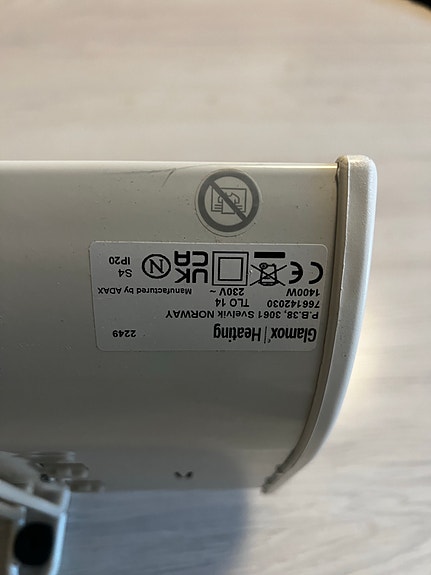 Glamox | Heating 2249
P.B.38, 3061 Svelvik NORWAY
TLO 14
766142030 230V ~ Manufactured by ADAX
1400W
CE UK CA N S4
IP20